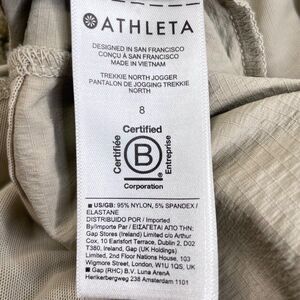 ATHLETA
DESIGNED IN SAN FRANCISCO
CONÇU À SAN FRANCISCO
MADE IN VIETNAM
TREKKIE NORTH JOGGER
PANTALON DE JOGGING TREKKIE
NORTH
8
Certified
Certifiée
B
Entreprise
Corporation
■ US/GB: 95% NYLON, 5% SPANDEX/
ELASTANE
DISTRIBUIDO POR / Imported
By/Importé Par / ΕΙΣΑΓΕΤΑΙ ΑΠΟ ΤΗΝ:
Gap Stores (Ireland) Limited c/o Arthur
Cox, 10 Earlsfort Terrace, Dublin 2, D02
T380, Ireland, Gap (UK Holdings)
Limited, 2nd Floor Nations House, 103
Wigmore Street, London, W1U 1QS, UK
■ Gap (RHC) B.V. Luna ArenA
Herikerbergweg 238 Amsterdam 1101